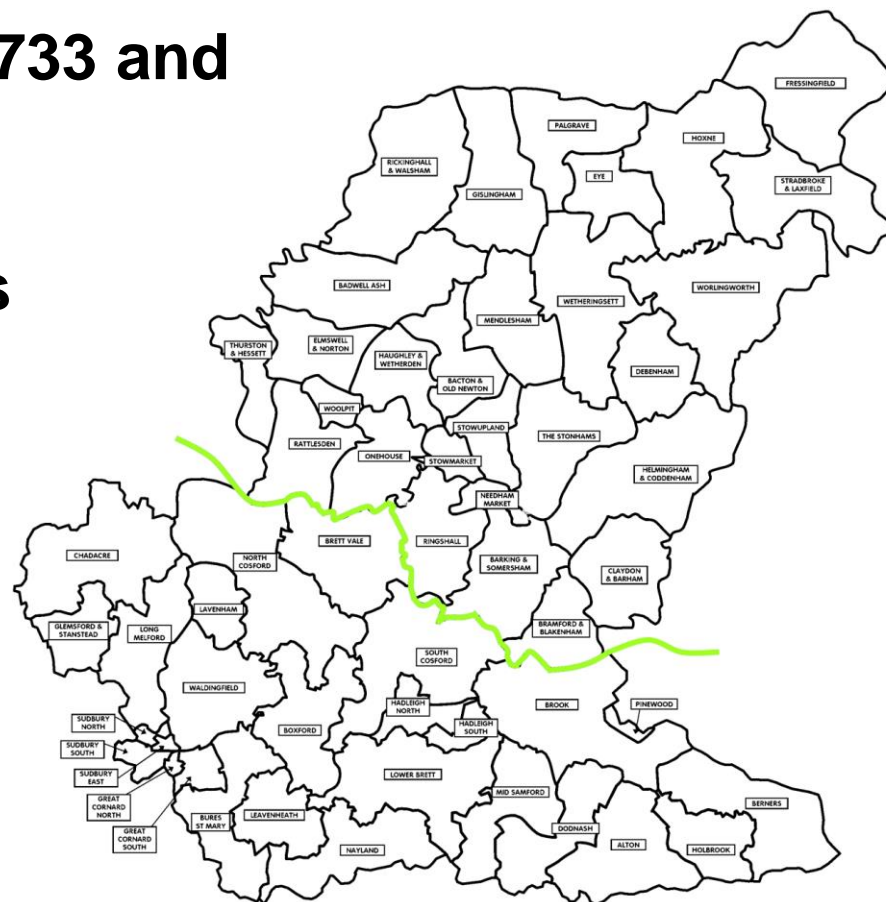 733 and
s
FRESSINGFIELD
PALGRAVE
HOXNE
RICKINGHALL
& WALSHAM
EYE
STRADBROKE
& LAXFIELD
GISLINGHAM
BADWELL ASH
WORLINGWORTH
WETHERINGSETT
MENDLESHAM
THURSTON
& HESSETT
ELMSWELL
& NORTON
HAUGHLEY &
WETHERDEN
DEBENHAM
BACTON &
OLD NEWTON
WOOLPIT
STOWUPLAND
RATTLESDEN
THE STONHAMS
ONEHOUSE
STOWMARKET
HELMINGHAM
& CODDENHAM
NEEDHAM
MARKET
BRETT VALE
RINGSHALL
CHADACRE
NORTH
COSFORD
BARKING &
SOMERSHAM
CLAYDON
& BARHAM
LAVENHAM
GLEMSFORD &
STANSTEAD
LONG
MELFORD
BRAMFORD &
BLAKENHAM
SOUTH
COSFORD
WALDINGFIELD
HADLEIGH
NORTH
BROOK
PINEWOOD
SUDBURY
NORTH
BOXFORD
HADLEIGH
SOUTH
SUDBURY
SOUTH
SUDBURY
EAST
LOWER BRETT
MID SAMFORD
GREAT
CORNARD
NORTH
BERNERS
BURES
ST MARY
LEAVENHEATH
GREAT
CORNARD
SOUTH
DODNASH
ALTON
HOLBROOK
NAYLAND